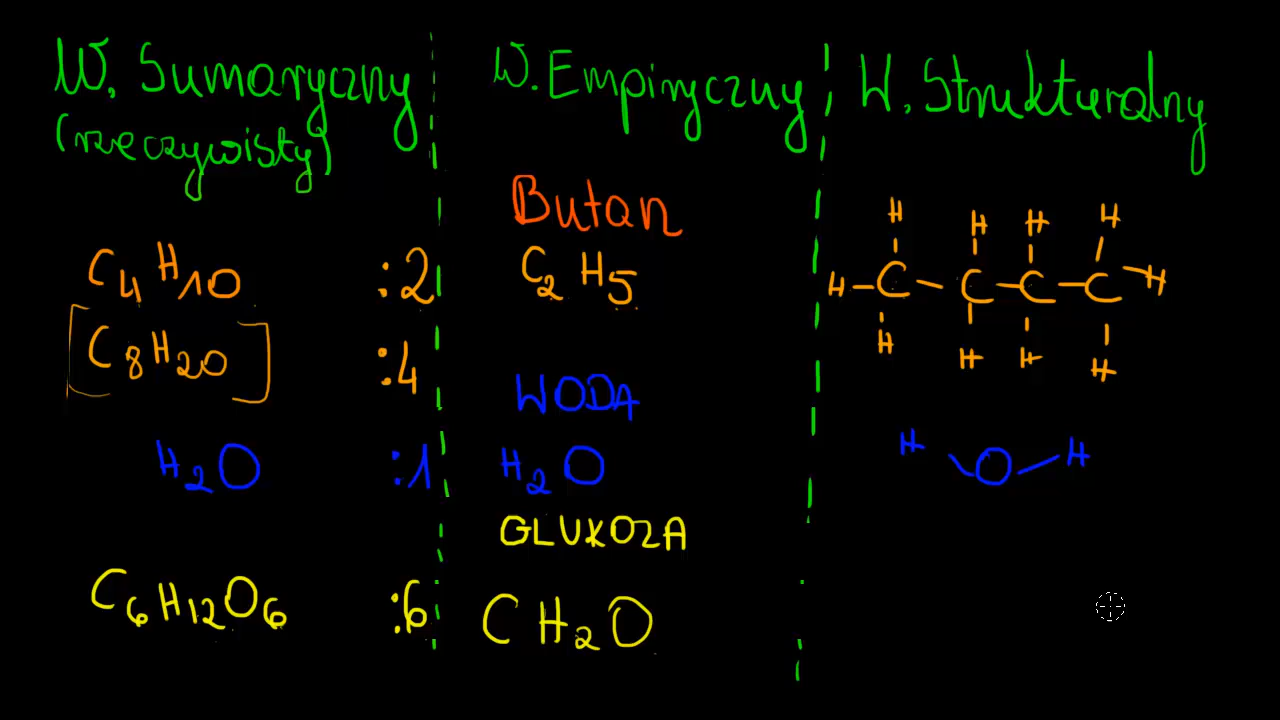 W. Sumaryczny
(rzeczywisty)
C4H10 :2
[C8H20] :4
H2O :1
C6H12O6 :6
W. Empiryczny
Butan
C2H5
WODA
H2O
GLUKOZA
CH2O
W. Strukturalny
H H H H
H-C-C-C-C-H
H H H H
H O H